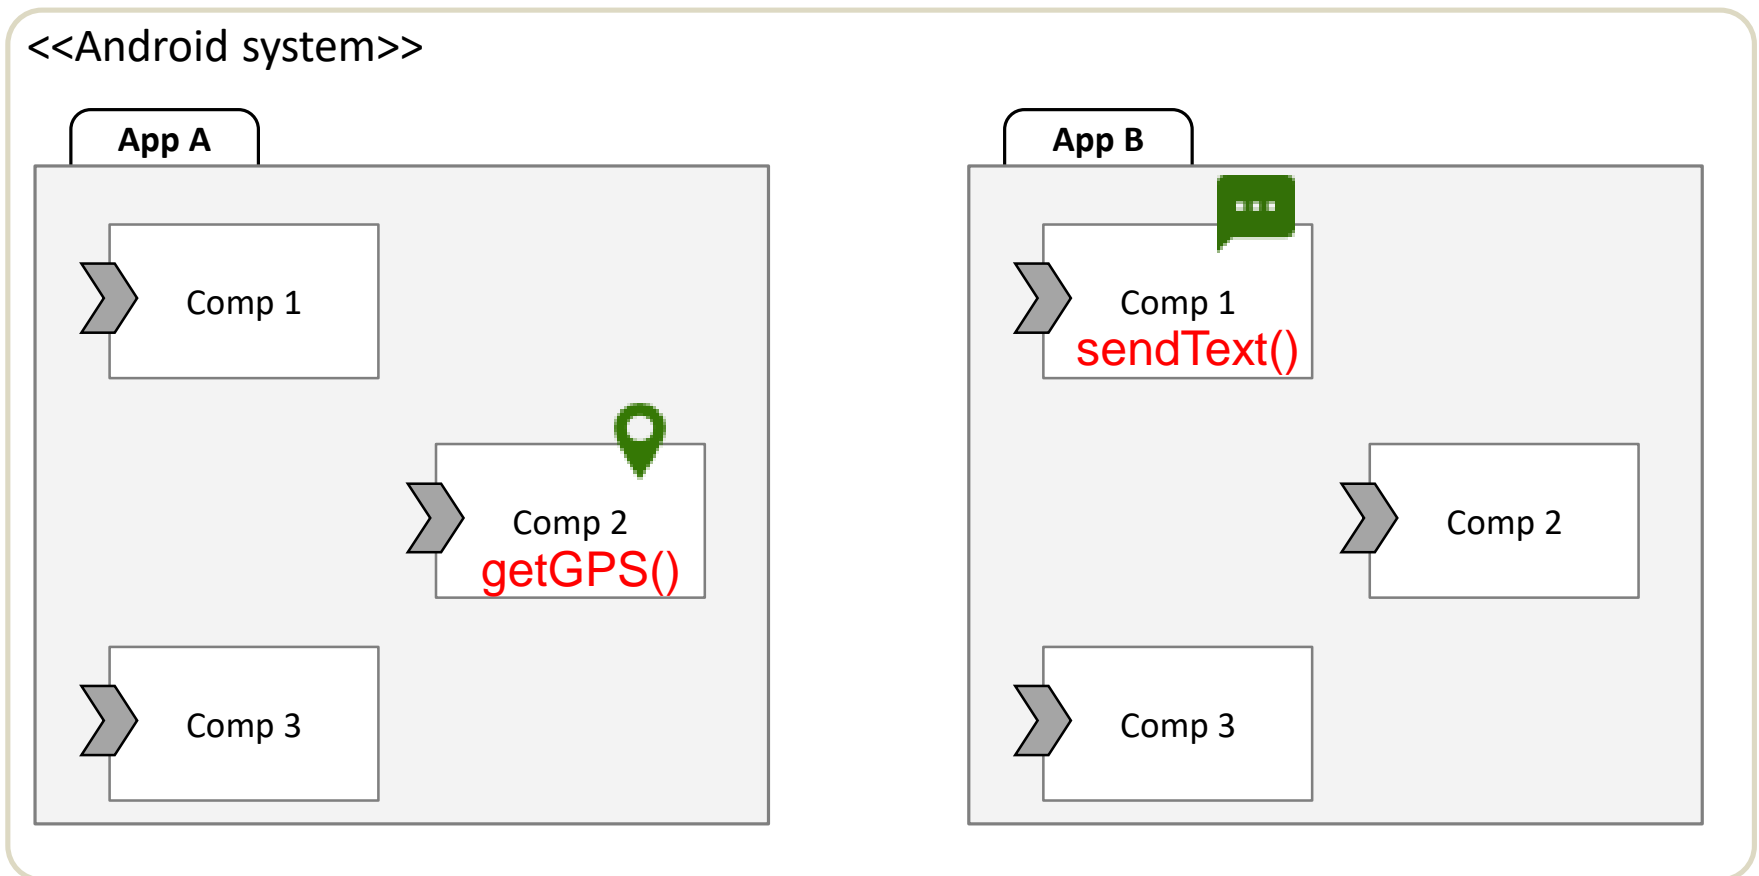 <<Android system>>
App A
Comp 1
Comp 2
getGPS()
Comp 3
App B
Comp 1
sendText()
Comp 2
Comp 3